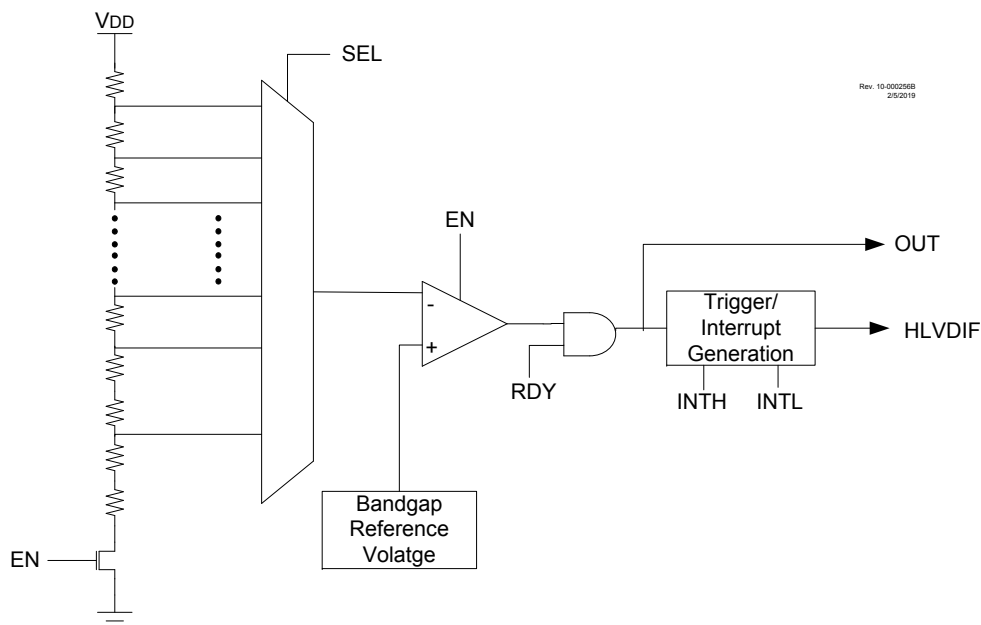 VDD
SEL
Rev. 10-000256B
2/5/2019
EN
OUT
-
+
Trigger/
Interrupt
Generation
HLVDIF
RDY
INTH
INTL
Bandgap
Reference
Volatge
EN